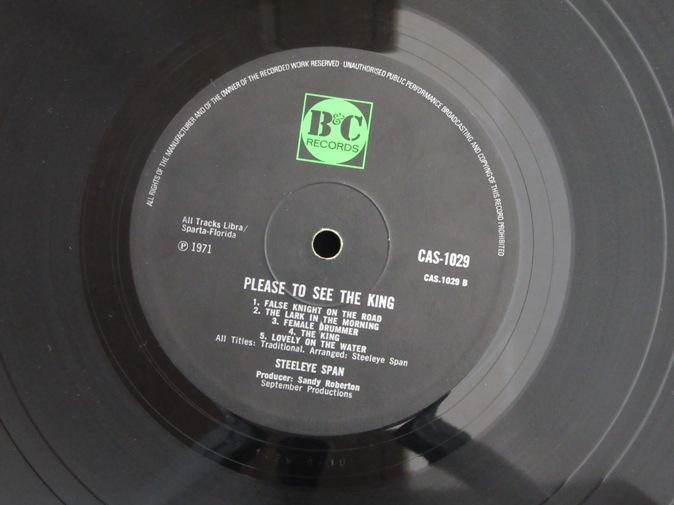 ALL RIGHTS OF THE MANUFACTURER AND OF THE OWNER OF THE RECORDED WORK RESERVED · UNAUTHORISED PUBLIC PERFORMANCE BROADCASTING AND COPYING OF THIS RECORD PROHIBITED
B&C
RECORDS
All Tracks Libra/
Sparta-Florida
℗ 1971
CAS-1029
CAS.1029 B
PLEASE TO SEE THE KING
1. FALSE KNIGHT ON THE ROAD
2. THE LARK IN THE MORNING
3. FEMALE DRUMMER
4. THE KING
5. LOVELY ON THE WATER
All Titles: Traditional. Arranged: Steeleye Span
STEELEYE SPAN
Producer: Sandy Roberton
September Productions